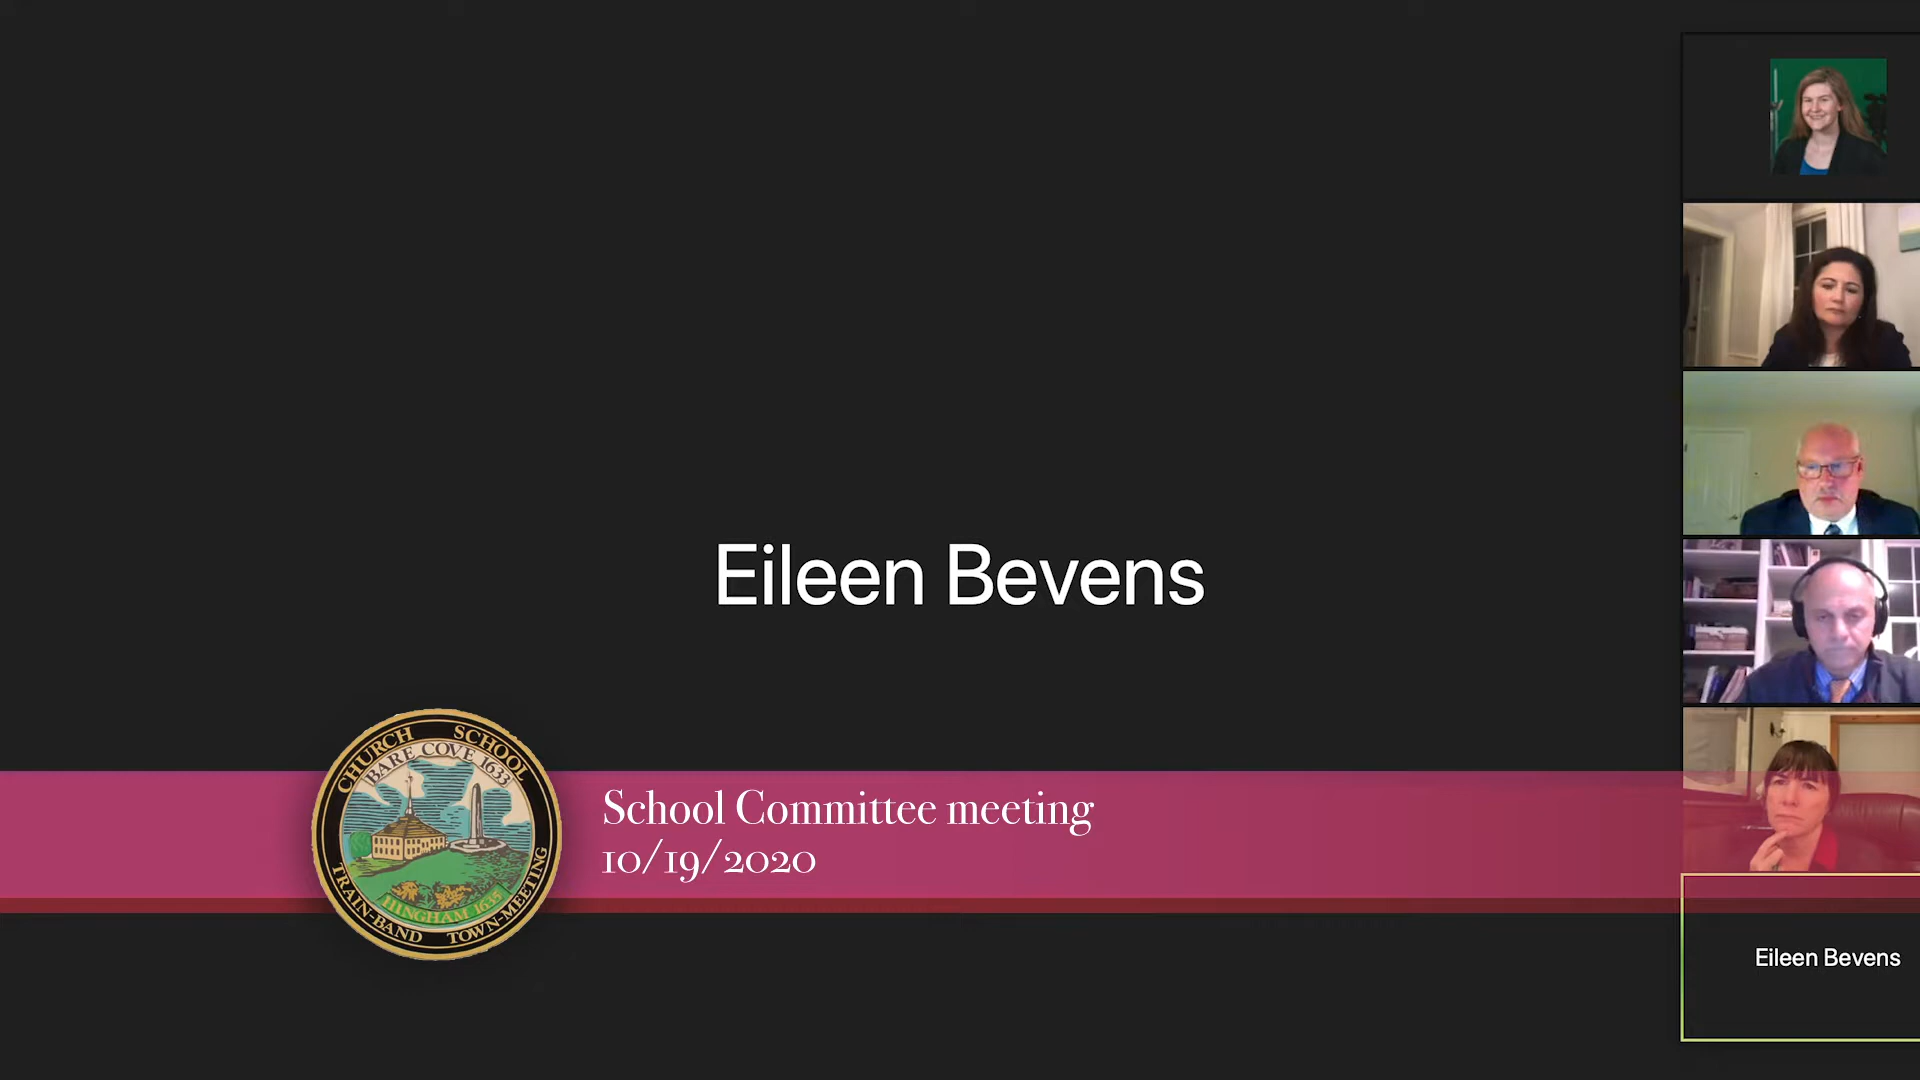 Eileen Bevens
CHURCH SCHOOL
BARE COVE 1633
HINGHAM 1635
TRAIN-BAND TOWN-MEETING
School Committee meeting
10/19/2020
Eileen Bevens